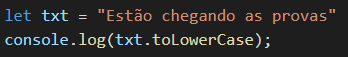 let txt = "Estão chegando as provas"
console.log(txt.toLowerCase);